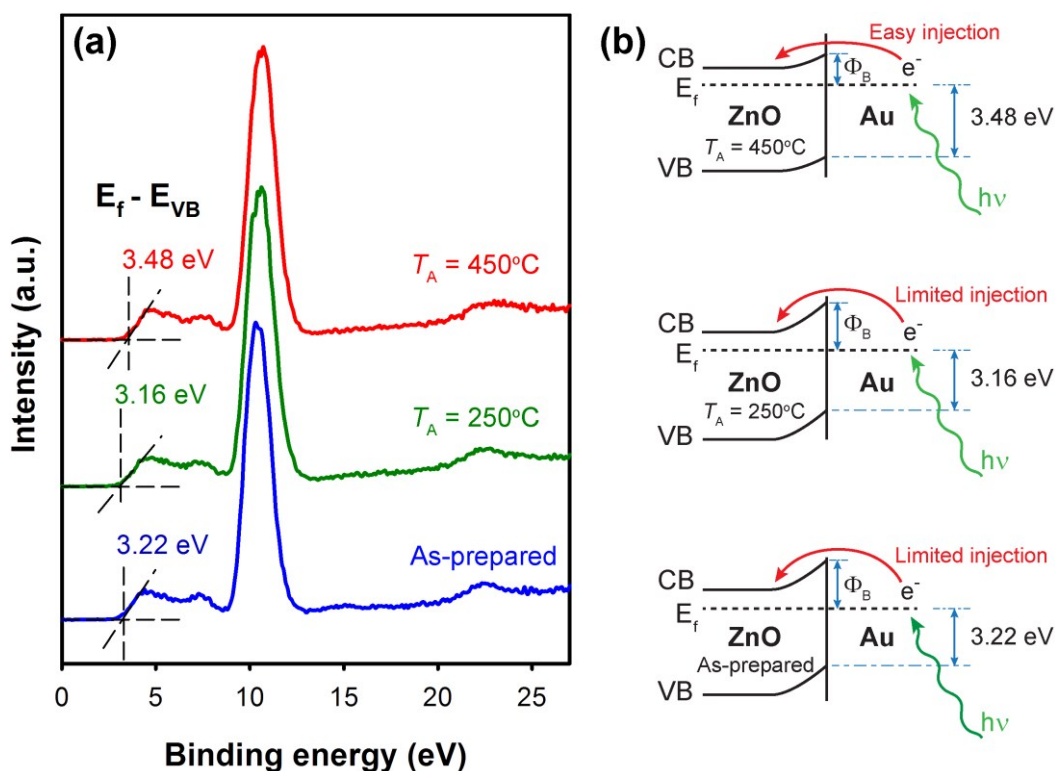 (a)
E_f - E_VB
3.48 eV
T_A = 450°C
3.16 eV
T_A = 250°C
3.22 eV
As-prepared
Intensity (a.u.)
0 5 10 15 20 25
Binding energy (eV)
(b)
Easy injection
CB
Φ_B
e⁻
E_f
ZnO Au
3.48 eV
T_A = 450°C
VB
hν
Limited injection
CB
Φ_B
e⁻
E_f
ZnO Au
3.16 eV
T_A = 250°C
VB
hν
Limited injection
CB
Φ_B
e⁻
E_f
ZnO Au
3.22 eV
As-prepared
VB
hν